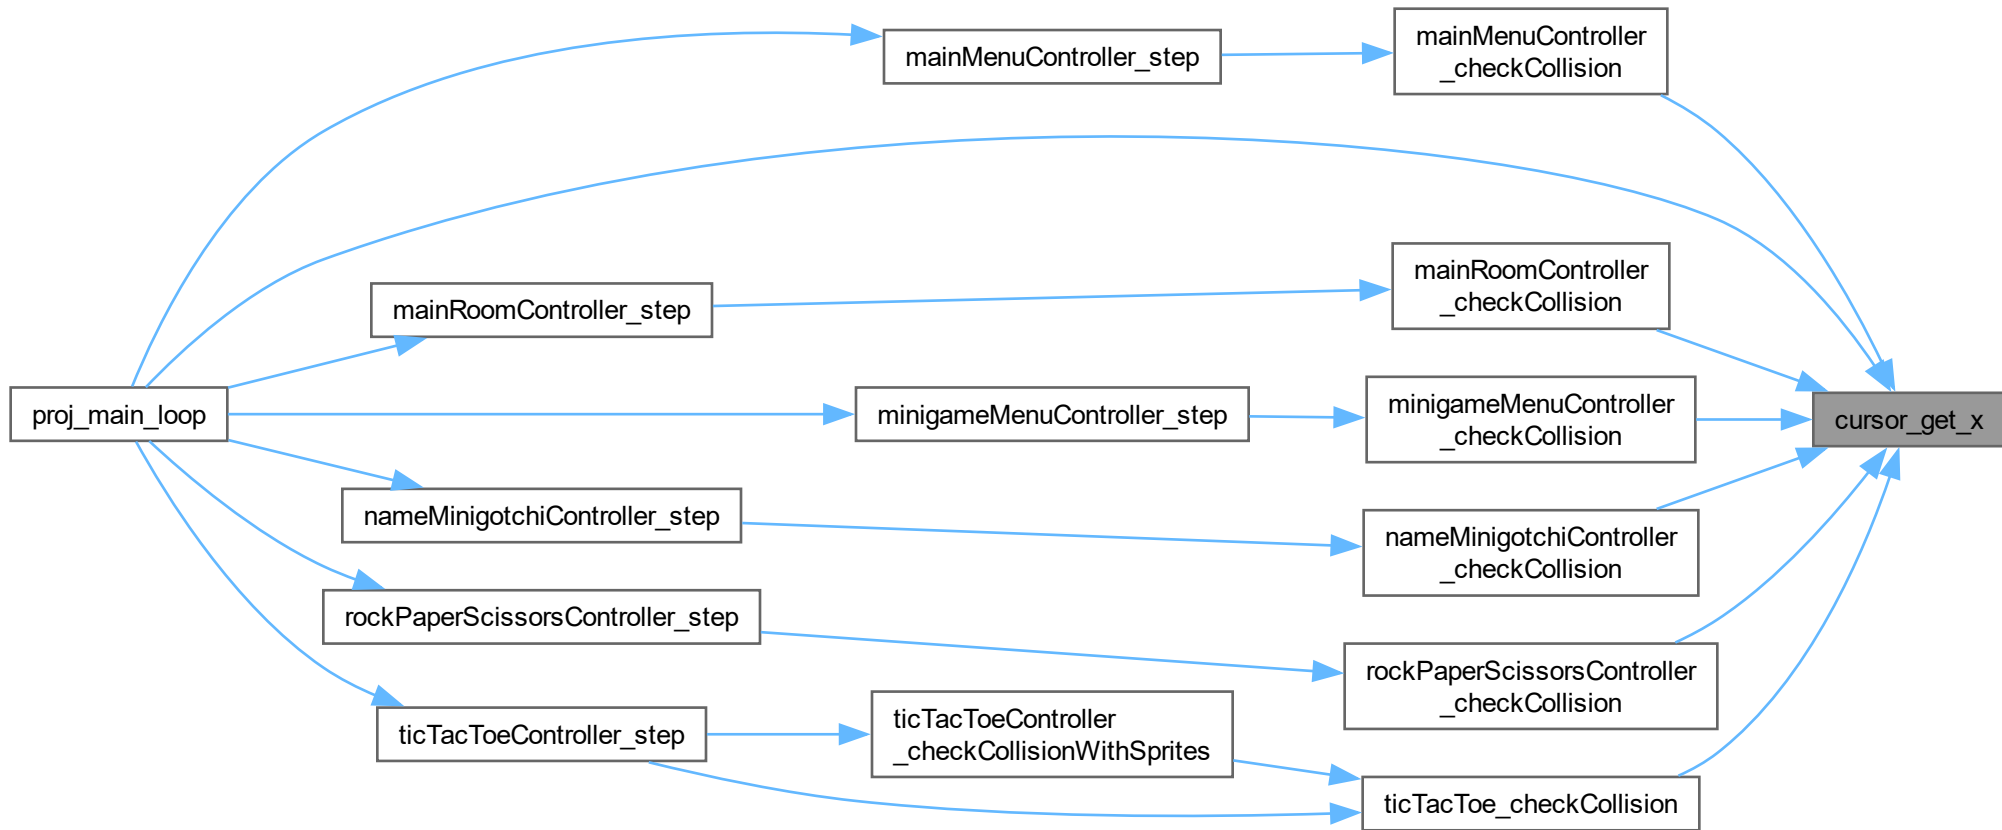 mainMenuController
_checkCollision
mainMenuController_step
mainRoomController
_checkCollision
mainRoomController_step
proj_main_loop
minigameMenuController_step
minigameMenuController
_checkCollision
cursor_get_x
nameMinigotchiController_step
nameMinigotchiController
_checkCollision
rockPaperScissorsController_step
rockPaperScissorsController
_checkCollision
ticTacToeController_step
ticTacToeController
_checkCollisionWithSprites
ticTacToe_checkCollision